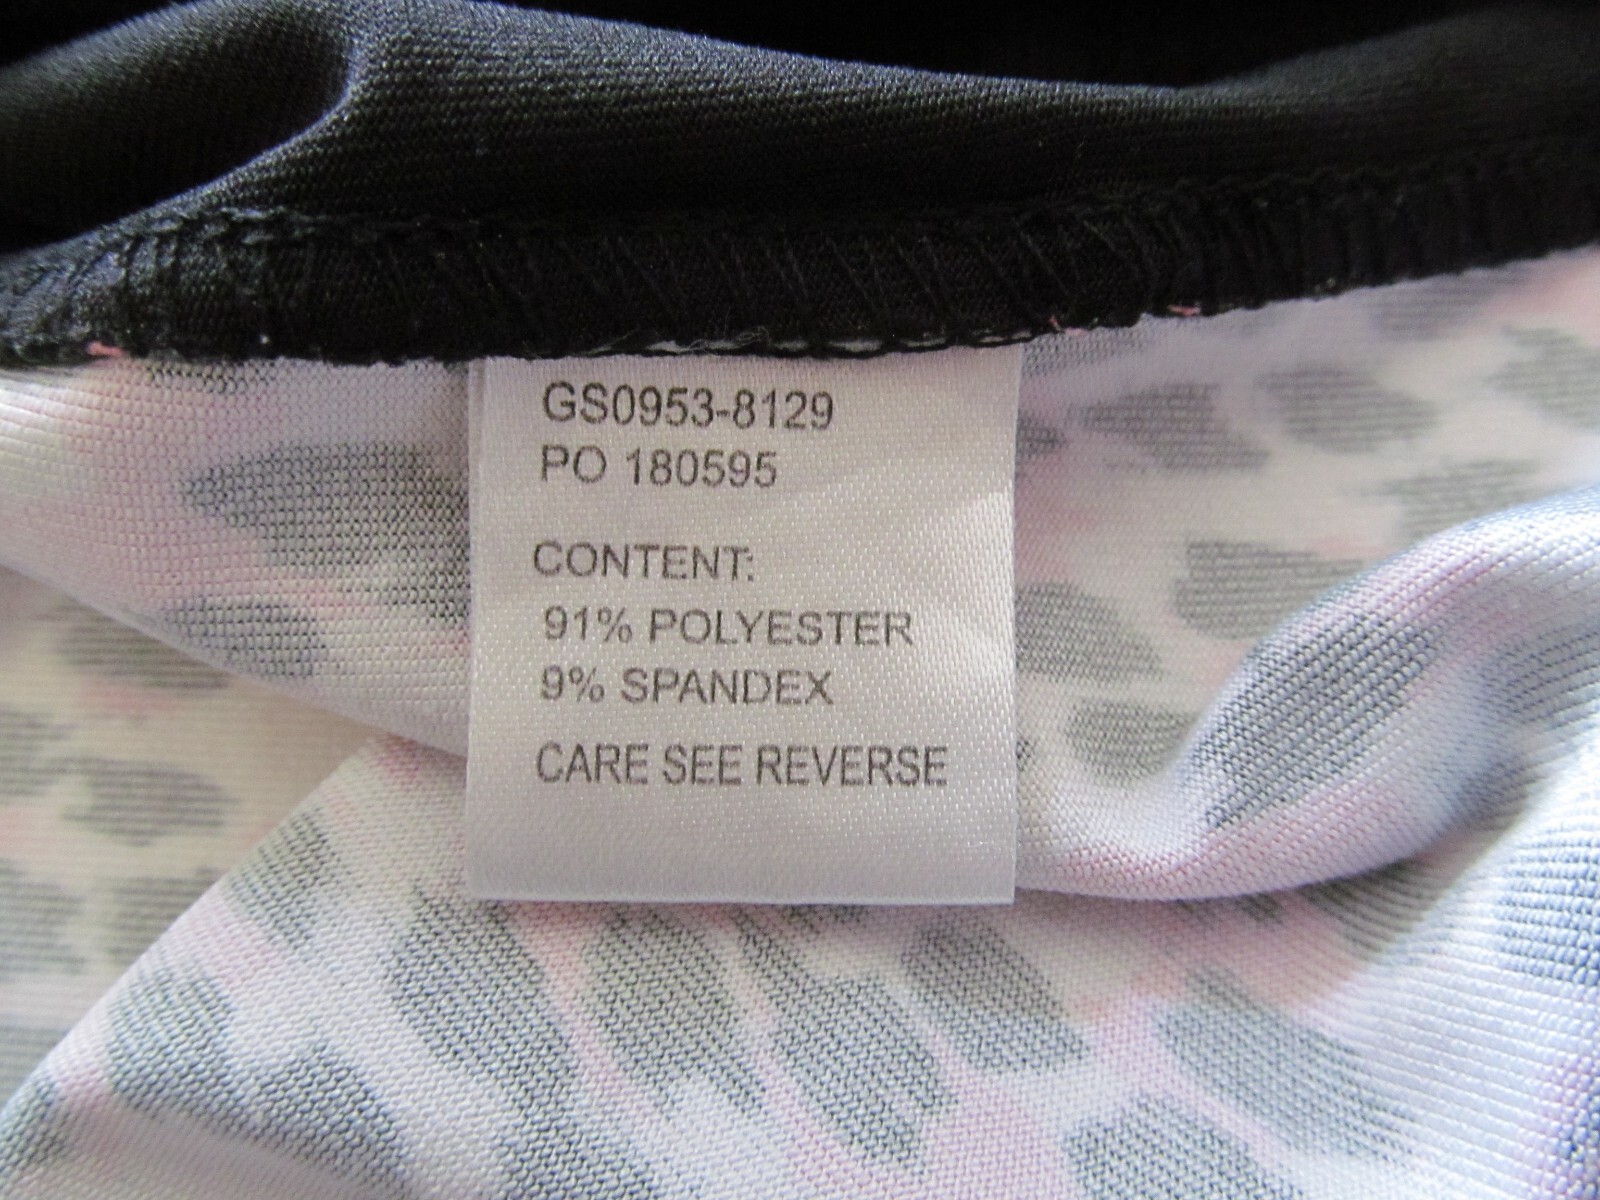 GS0953-8129
PO 180595
CONTENT:
91% POLYESTER
9% SPANDEX
CARE SEE REVERSE